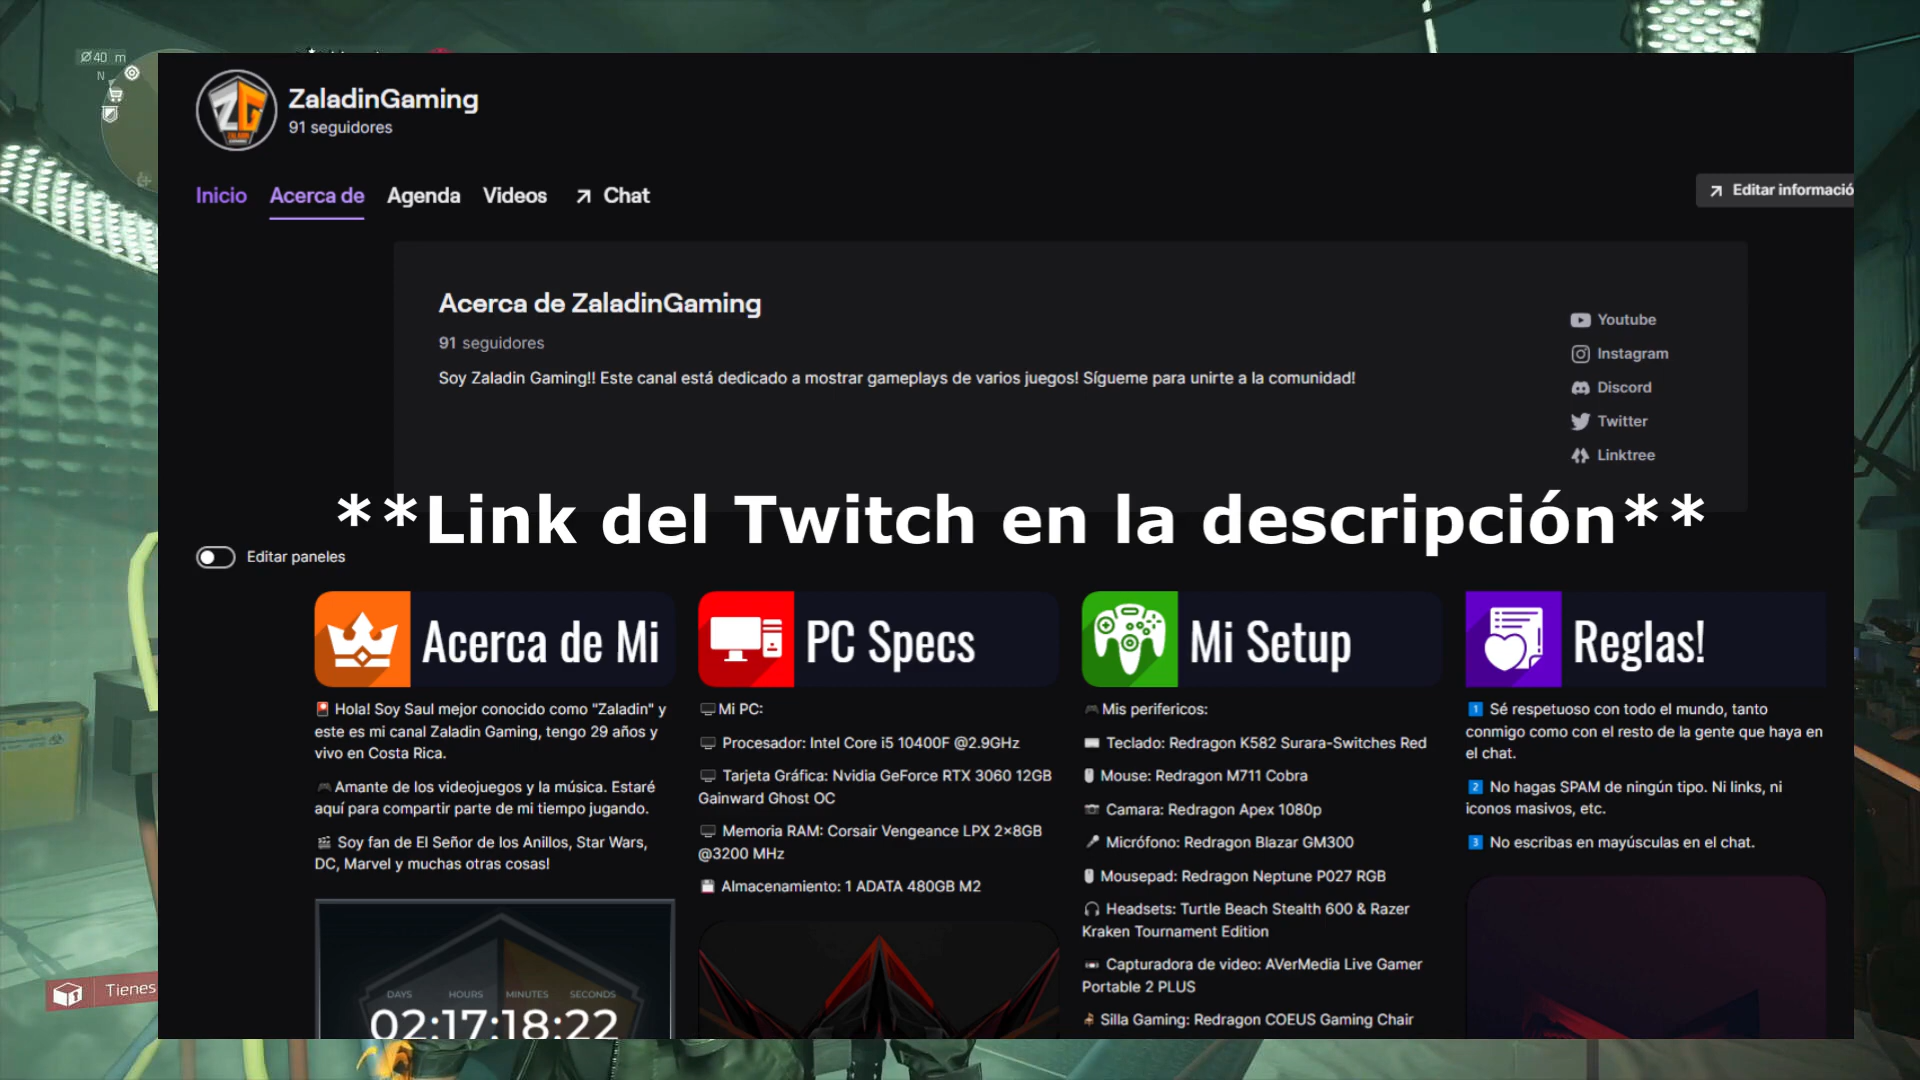 Ø40 m
N
ZG
ZaladinGaming
91 seguidores
Inicio
Acerca de
Agenda
Videos
Chat
Editar informació
Acerca de ZaladinGaming
91 seguidores
Soy Zaladin Gaming!! Este canal está dedicado a mostrar gameplays de varios juegos! Sígueme para unirte a la comunidad!
Youtube
Instagram
Discord
Twitter
Linktree
**Link del Twitch en la descripción**
Editar paneles
Acerca de Mi
Hola! Soy Saul mejor conocido como "Zaladin" y
este es mi canal Zaladin Gaming, tengo 29 años y
vivo en Costa Rica.
Amante de los videojuegos y la música. Estaré
aquí para compartir parte de mi tiempo jugando.
Soy fan de El Señor de los Anillos, Star Wars,
DC, Marvel y muchas otras cosas!
DAYS HOURS MINUTES SECONDS
02:17:18:22
PC Specs
Mi PC:
Procesador: Intel Core i5 10400F @2.9GHz
Tarjeta Gráfica: Nvidia GeForce RTX 3060 12GB
Gainward Ghost OC
Memoria RAM: Corsair Vengeance LPX 2x8GB
@3200 MHz
Almacenamiento: 1 ADATA 480GB M2
Mi Setup
Mis perifericos:
Teclado: Redragon K582 Surara-Switches Red
Mouse: Redragon M711 Cobra
Camara: Redragon Apex 1080p
Micrófono: Redragon Blazar GM300
Mousepad: Redragon Neptune P027 RGB
Headsets: Turtle Beach Stealth 600 & Razer
Kraken Tournament Edition
Capturadora de video: AVerMedia Live Gamer
Portable 2 PLUS
Silla Gaming: Redragon COEUS Gaming Chair
Reglas!
1 Sé respetuoso con todo el mundo, tanto
conmigo como con el resto de la gente que haya en
el chat.
2 No hagas SPAM de ningún tipo. Ni links, ni
iconos masivos, etc.
3 No escribas en mayúsculas en el chat.
1 Tienes